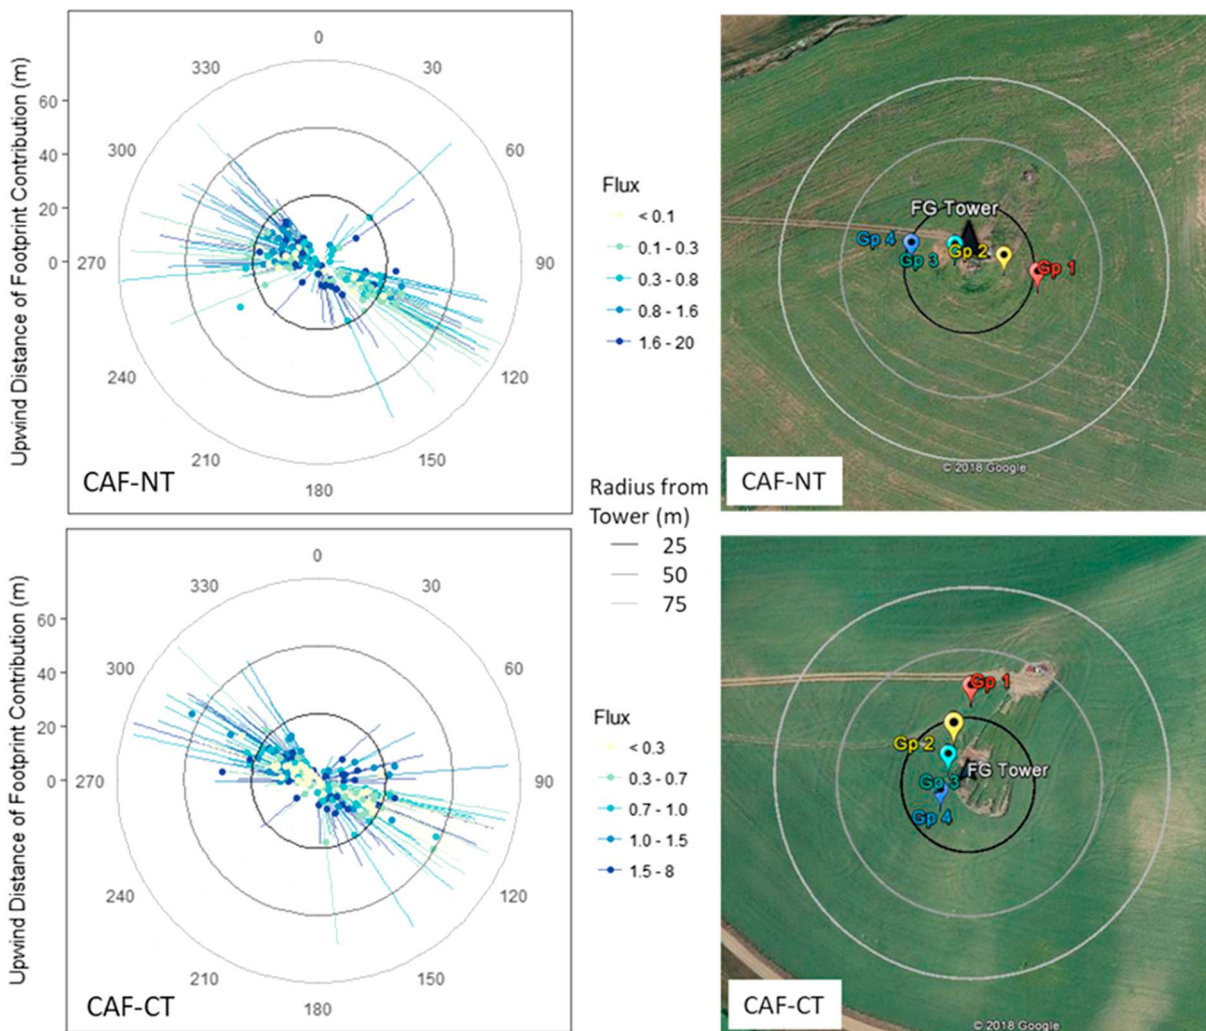 Upwind Distance of Footprint Contribution (m)
60
40
20
0
0
30
60
90
120
150
180
210
240
270
300
330
CAF-NT
Flux
< 0.1
0.1 - 0.3
0.3 - 0.8
0.8 - 1.6
1.6 - 20
FG Tower
Gp 4
Gp 3
Gp 2
Gp 1
© 2018 Google
CAF-NT
Radius from
Tower (m)
25
50
75
Upwind Distance of Footprint Contribution (m)
60
40
20
0
0
30
60
90
120
150
180
210
240
270
300
330
CAF-CT
Flux
< 0.3
0.3 - 0.7
0.7 - 1.0
1.0 - 1.5
1.5 - 8
Gp 1
Gp 2
Gp 3
FG Tower
Gp 4
© 2018 Google
CAF-CT